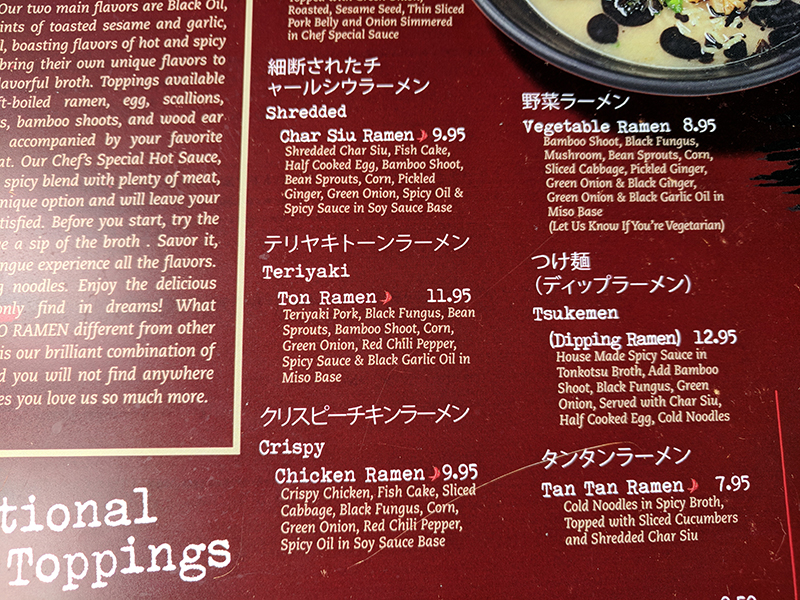 Our two main flavors are Black Oil,
ints of toasted sesame and garlic,
l, boasting flavors of hot and spicy
bring their own unique flavors to
lavorful broth. Toppings available
ft-boiled ramen, egg, scallions,
s, bamboo shoots, and wood ear
accompanied by your favorite
at. Our Chef's Special Hot Sauce,
spicy blend with plenty of meat,
nique option and will leave your
tisfied. Before you start, try the
e a sip of the broth . Savor it,
ngue experience all the flavors.
g noodles. Enjoy the delicious
only find in dreams! What
O RAMEN different from other
is our brilliant combination of
d you will not find anywhere
es you love us so much more.
tional
Toppings
Roasted, Sesame Seed, Thin Sliced
Pork Belly and Onion Simmered
in Chef Special Sauce
細断されたチ
ャールシウラーメン
Shredded
Char Siu Ramen 9.95
Shredded Char Siu, Fish Cake,
Half Cooked Egg, Bamboo Shoot,
Bean Sprouts, Corn, Pickled
Ginger, Green Onion, Spicy Oil &
Spicy Sauce in Soy Sauce Base
テリヤキトーンラーメン
Teriyaki
Ton Ramen 11.95
Teriyaki Pork, Black Fungus, Bean
Sprouts, Bamboo Shoot, Corn,
Green Onion, Red Chili Pepper,
Spicy Sauce & Black Garlic Oil in
Miso Base
クリスピーチキンラーメン
Crispy
Chicken Ramen 9.95
Crispy Chicken, Fish Cake, Sliced
Cabbage, Black Fungus, Corn,
Green Onion, Red Chili Pepper,
Spicy Oil in Soy Sauce Base
野菜ラーメン
Vegetable Ramen 8.95
Bamboo Shoot, Black Fungus,
Mushroom, Bean Sprouts, Corn,
Sliced Cabbage, Pickled Ginger,
Green Onion & Black Ginger,
Green Onion & Black Garlic Oil in
Miso Base
(Let Us Know If You're Vegetarian)
つけ麺
(ディップラーメン)
Tsukemen
(Dipping Ramen) 12.95
House Made Spicy Sauce in
Tonkotsu Broth, Add Bamboo
Shoot, Black Fungus, Green
Onion, Served with Char Siu,
Half Cooked Egg, Cold Noodles
タンタンラーメン
Tan Tan Ramen 7.95
Cold Noodles in Spicy Broth,
Topped with Sliced Cucumbers
and Shredded Char Siu